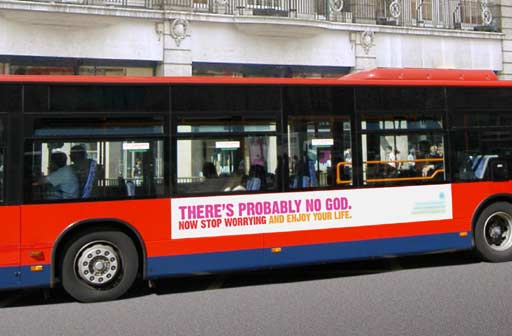 THERE'S PROBABLY NO GOD.
NOW STOP WORRYING AND ENJOY YOUR LIFE.